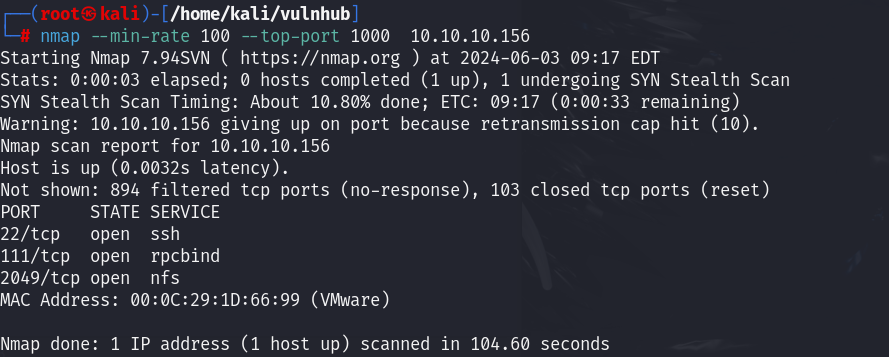 ┌──(root㉿kali)-[/home/kali/vulnhub]
└─# nmap --min-rate 100 --top-port 1000  10.10.10.156
Starting Nmap 7.94SVN ( https://nmap.org ) at 2024-06-03 09:17 EDT
Stats: 0:00:03 elapsed; 0 hosts completed (1 up), 1 undergoing SYN Stealth Scan
SYN Stealth Scan Timing: About 10.80% done; ETC: 09:17 (0:00:33 remaining)
Warning: 10.10.10.156 giving up on port because retransmission cap hit (10).
Nmap scan report for 10.10.10.156
Host is up (0.0032s latency).
Not shown: 894 filtered tcp ports (no-response), 103 closed tcp ports (reset)
PORT     STATE SERVICE
22/tcp   open  ssh
111/tcp  open  rpcbind
2049/tcp open  nfs
MAC Address: 00:0C:29:1D:66:99 (VMware)

Nmap done: 1 IP address (1 host up) scanned in 104.60 seconds